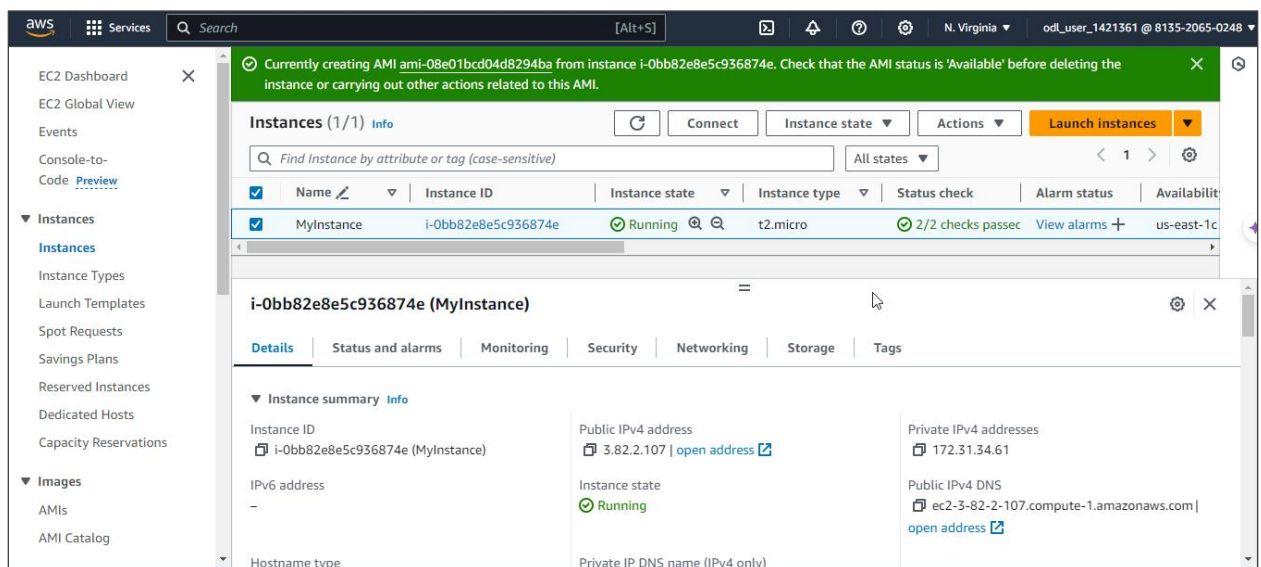 aws Services Search [Alt+S] N. Virginia odl_user_1421361 @ 8135-2065-0248
EC2 Dashboard
EC2 Global View
Events
Console-to-
Code Preview
Instances
Instances
Instance Types
Launch Templates
Spot Requests
Savings Plans
Reserved Instances
Dedicated Hosts
Capacity Reservations
Images
AMIs
AMI Catalog
Currently creating AMI ami-08e01bcd04d8294ba from instance i-0bb82e8e5c936874e. Check that the AMI status is 'Available' before deleting the
instance or carrying out other actions related to this AMI.
Instances (1/1) Info Connect Instance state Actions Launch instances
Find Instance by attribute or tag (case-sensitive) All states 1
Name Instance ID Instance state Instance type Status check Alarm status Availabilit
MyInstance i-0bb82e8e5c936874e Running t2.micro 2/2 checks passec View alarms + us-east-1c
i-0bb82e8e5c936874e (MyInstance)
Details Status and alarms Monitoring Security Networking Storage Tags
Instance summary Info
Instance ID
i-0bb82e8e5c936874e (MyInstance)
Public IPv4 address
3.82.2.107 | open address
Private IPv4 addresses
172.31.34.61
IPv6 address
–
Instance state
Running
Public IPv4 DNS
ec2-3-82-2-107.compute-1.amazonaws.com |
open address
Hostname type
Private IP DNS name (IPv4 only)